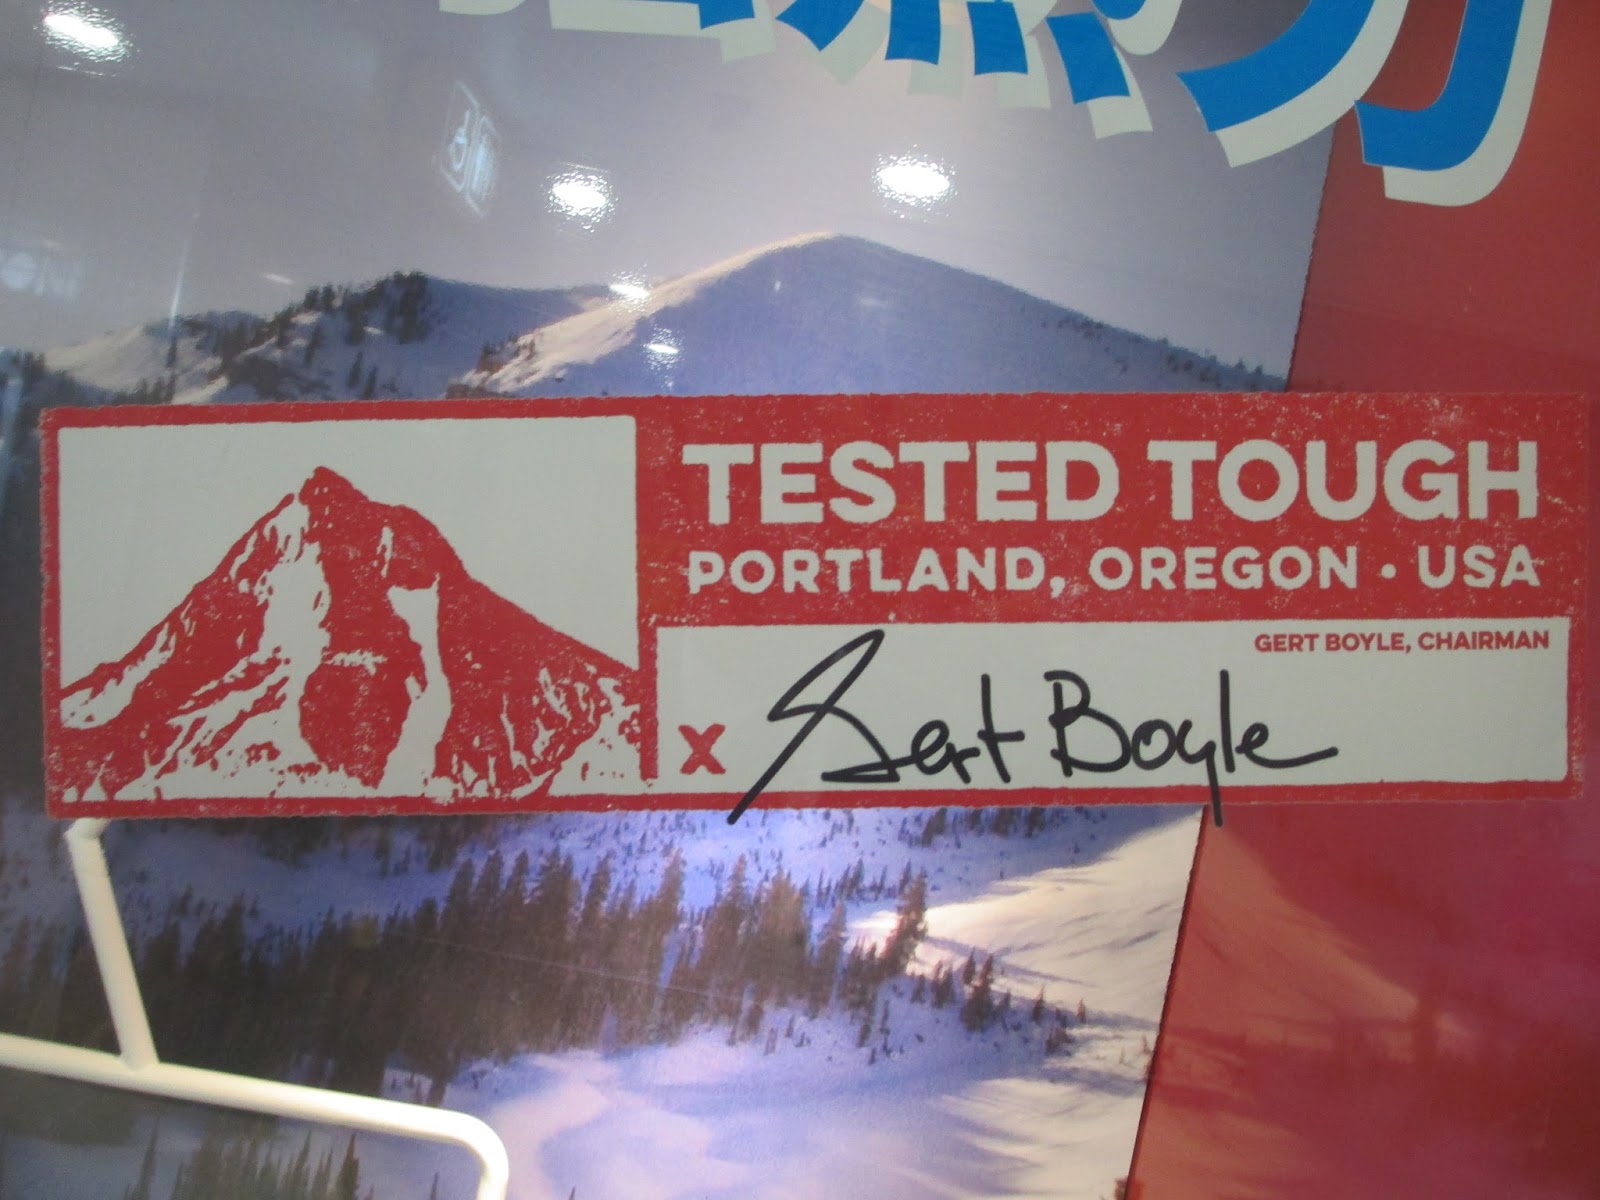 TESTED TOUGH
PORTLAND, OREGON • USA
GERT BOYLE, CHAIRMAN
X Gert Boyle